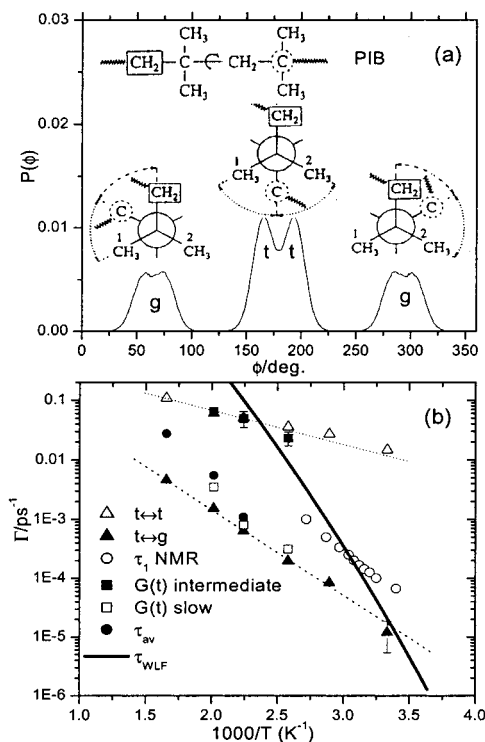 (a)
PIB
CH₃ CH₃
CH₂ C CH₂ C
CH₃ CH₃
CH₂
1 2
CH₃ CH₃
C
CH₂
C
1 2
CH₃ CH₃
CH₂
C
1 2
CH₃ CH₃
g
t t
g
P(ϕ)
0.03
0.02
0.01
0.00
0 50 100 150 200 250 300 350
ϕ/deg.
(b)
Γ/ps⁻¹
0.1
0.01
1E-3
1E-4
1E-5
1E-6
t↔t
t↔g
τ₁ NMR
G(t) intermediate
G(t) slow
τav
τWLF
1.0 1.5 2.0 2.5 3.0 3.5 4.0
1000/T (K⁻¹)